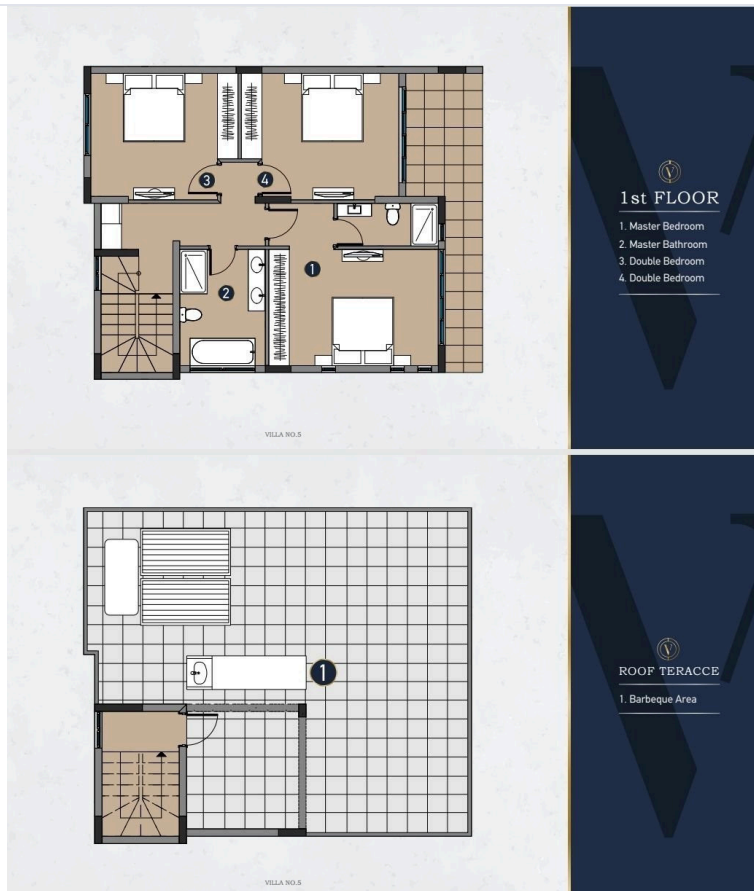 3
4
1
2
VILLA NO.5
V
1st FLOOR
1. Master Bedroom
2. Master Bathroom
3. Double Bedroom
4. Double Bedroom
1
VILLA NO.5
V
ROOF TERACCE
1. Barbeque Area